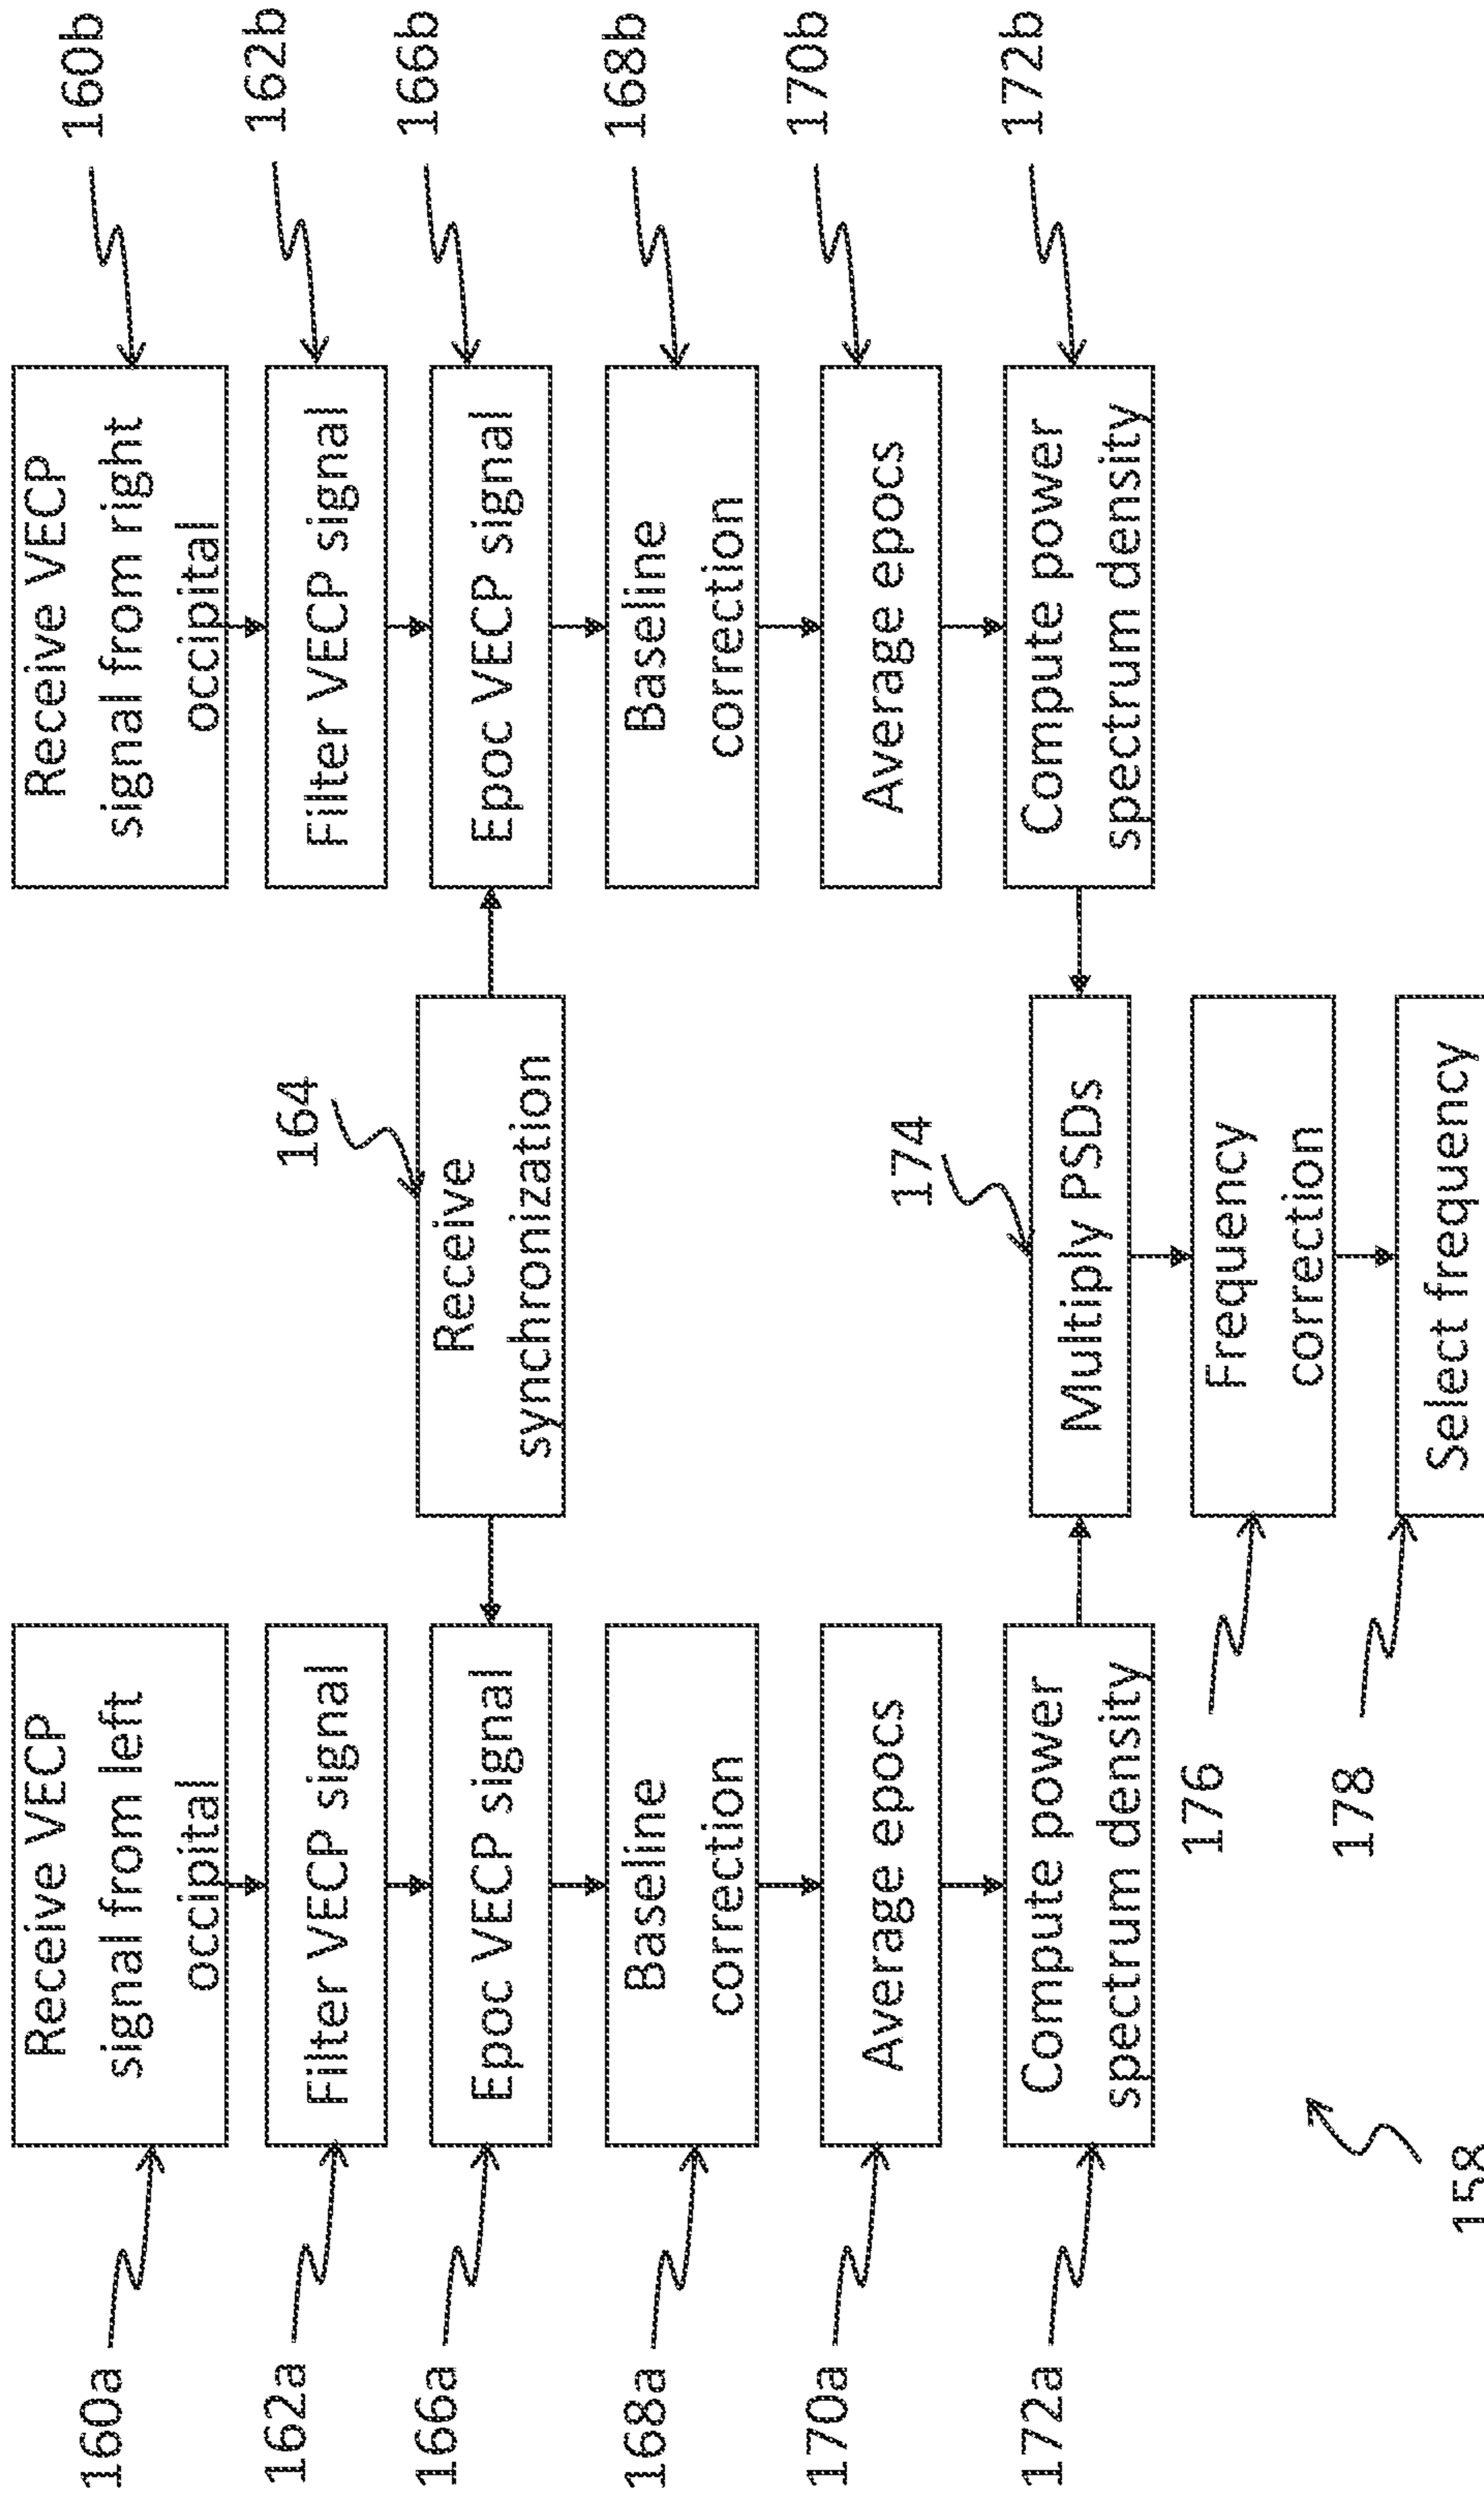 160a
Receive VECP
signal from left
occipital
Receive VECP
signal from right
occipital
160b
162a
Filter VECP signal
Filter VECP signal
162b
164
166a
Epoc VECP signal
Receive
synchronization
Epoc VECP signal
166b
168a
Baseline
correction
Baseline
correction
168b
170a
Average epocs
Average epocs
170b
172a
Compute power
spectrum density
174
Multiply PSDs
Compute power
spectrum density
172b
176
Frequency
correction
178
Select frequency
158